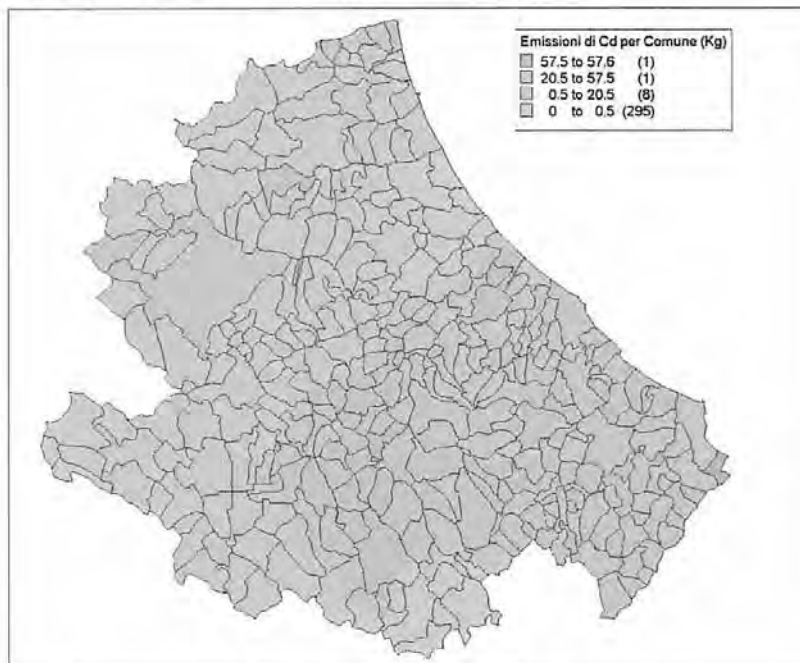 Emissioni di Cd per Comune (Kg)
57.5 to 57.6 (1)
20.5 to 57.5 (1)
0.5 to 20.5 (8)
0 to 0.5 (295)